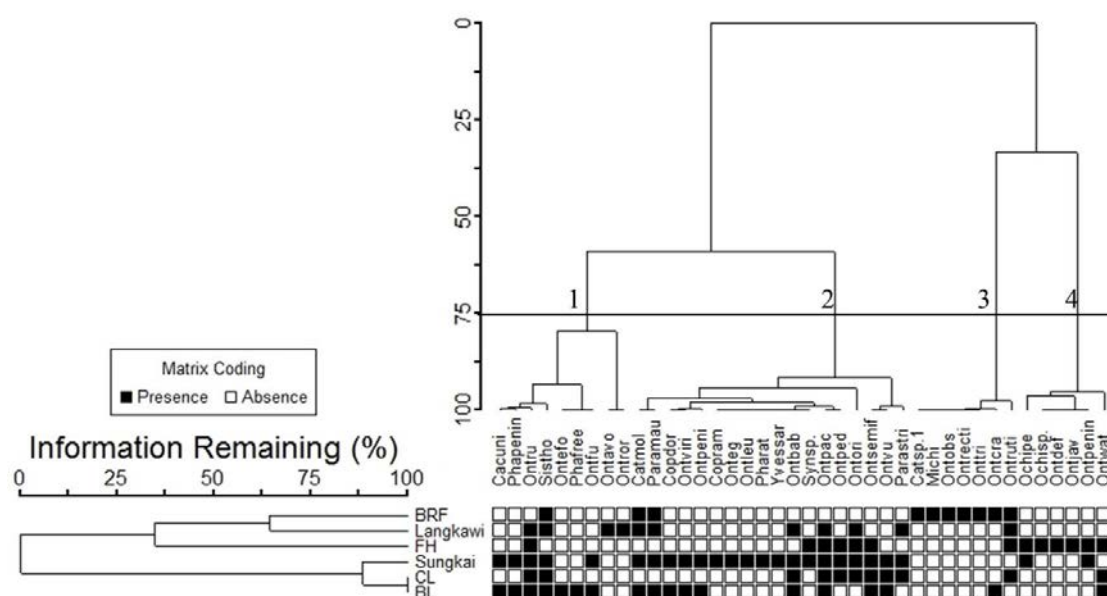 0
25
50
75
100
1
2
3
4
Matrix Coding
Presence Absence
Information Remaining (%)
0 25 50 75 100
Cacuni
Phapenin
Ontru
Sistho
Ontefo
Phafree
Ontfu
Ontavo
Ontror
Catmol
Paramau
Copdor
Ontviri
Ontpeni
Copram
Onteg
Ontleu
Pharat
Yvessar
Ontbab
Synsp.
Ontpac
Ontped
Ontori
Ontsemif
Ontvu
Parastri
Catsp.1
Michi
Ontobs
Ontrecti
Onttri
Ontcra
Ontruti
Ochipe
Ochisp.
Ontdef
Ontjav
Ontpenin
Ontwat
BRF
Langkawi
FH
Sungkai
CL